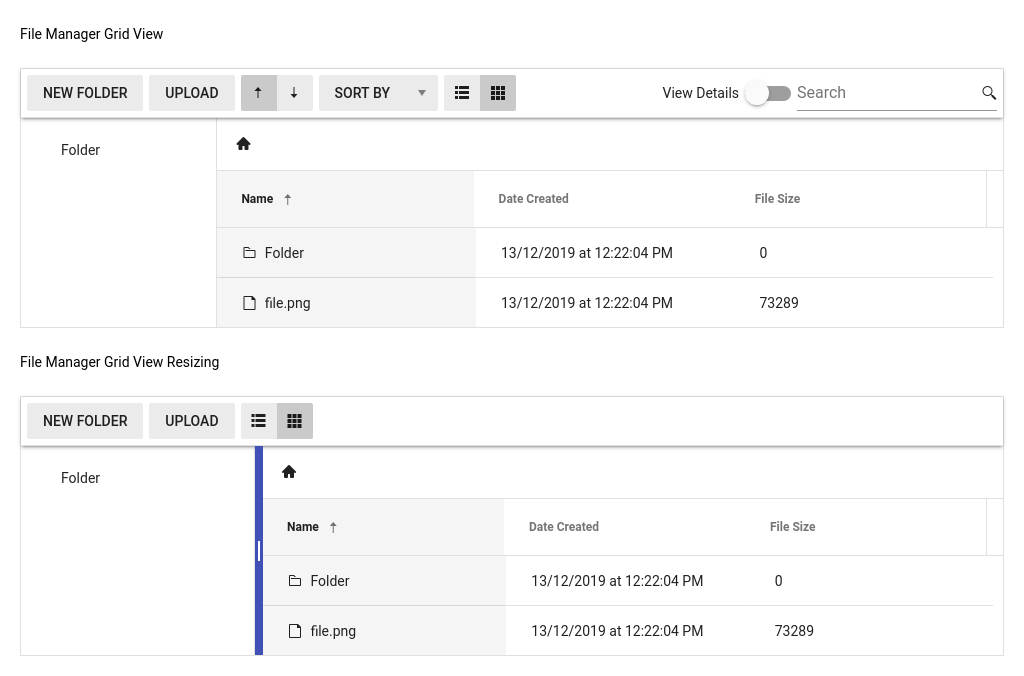 File Manager Grid View
NEW FOLDER UPLOAD SORT BY View Details Search
Folder
Name Date Created File Size
Folder 13/12/2019 at 12:22:04 PM 0
file.png 13/12/2019 at 12:22:04 PM 73289
File Manager Grid View Resizing
NEW FOLDER UPLOAD
Folder
Name Date Created File Size
Folder 13/12/2019 at 12:22:04 PM 0
file.png 13/12/2019 at 12:22:04 PM 73289